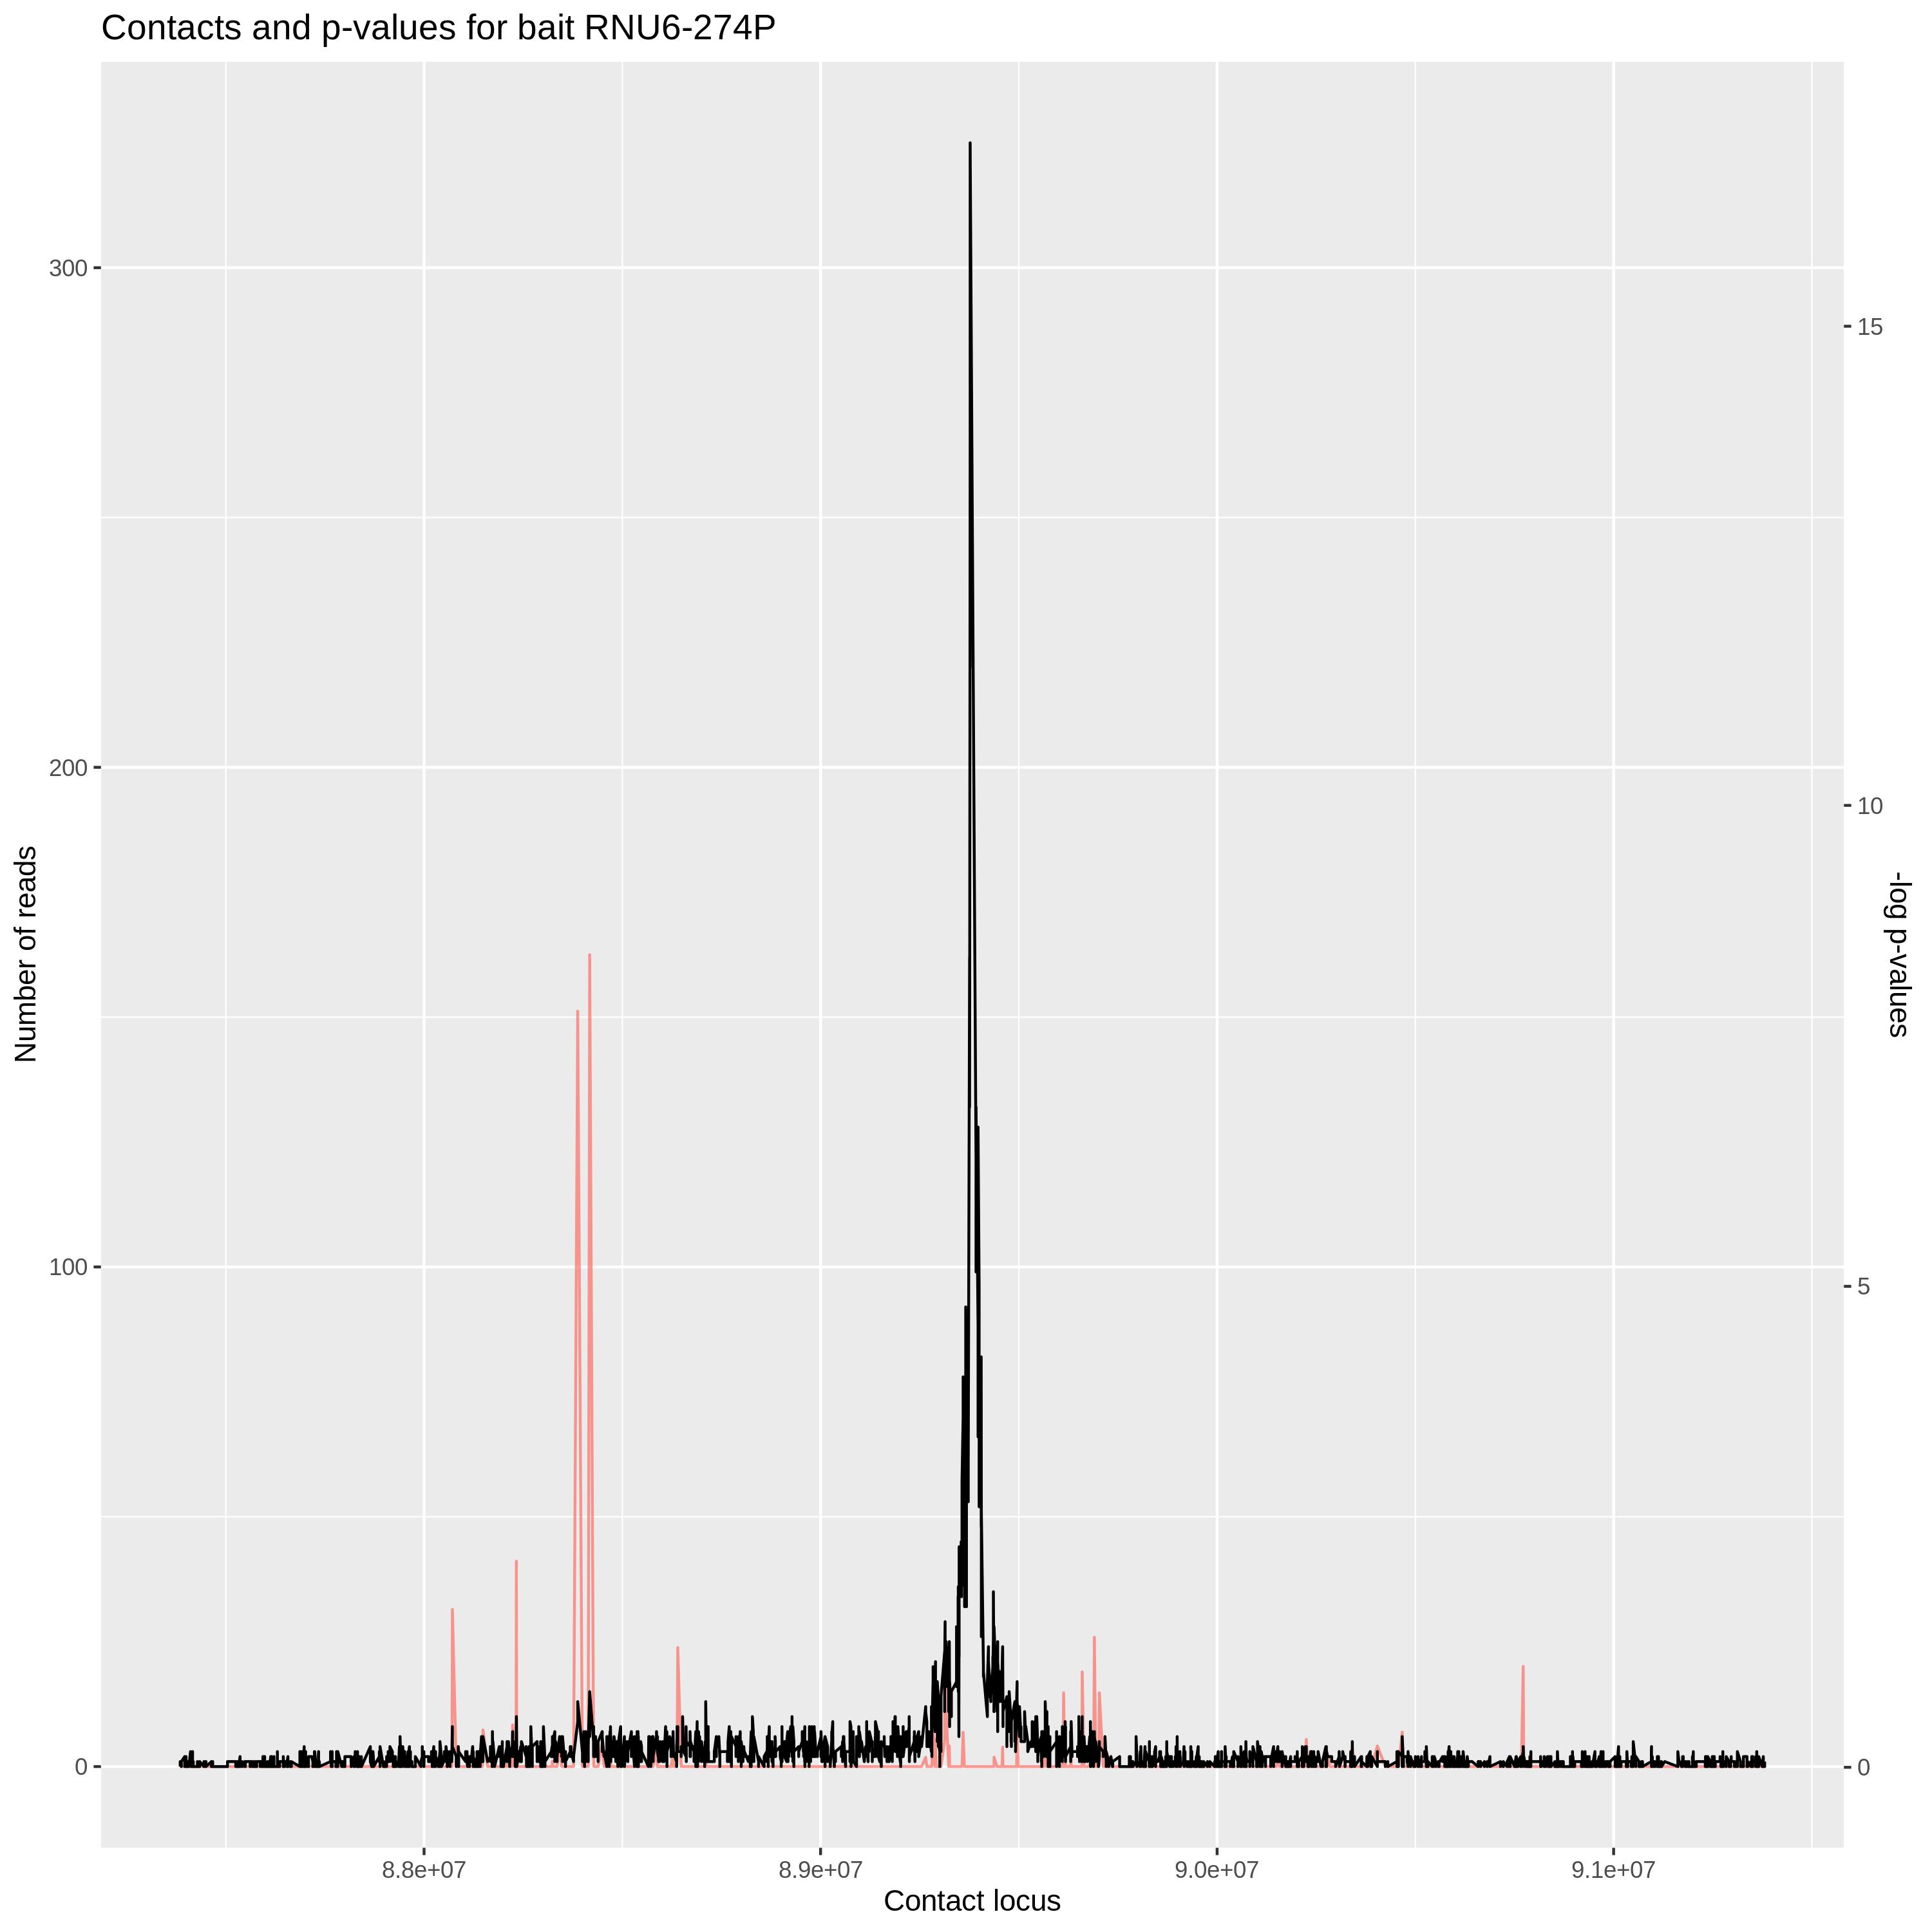 Contacts and p-values for bait RNU6-274P
300
200
100
0
Number of reads
15
10
5
0
-log p-values
8.8e+07
8.9e+07
9.0e+07
9.1e+07
Contact locus